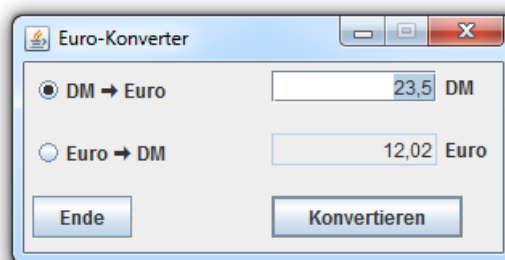 Euro-Konverter
DM → Euro 23,5 DM
Euro → DM 12,02 Euro
Ende Konvertieren